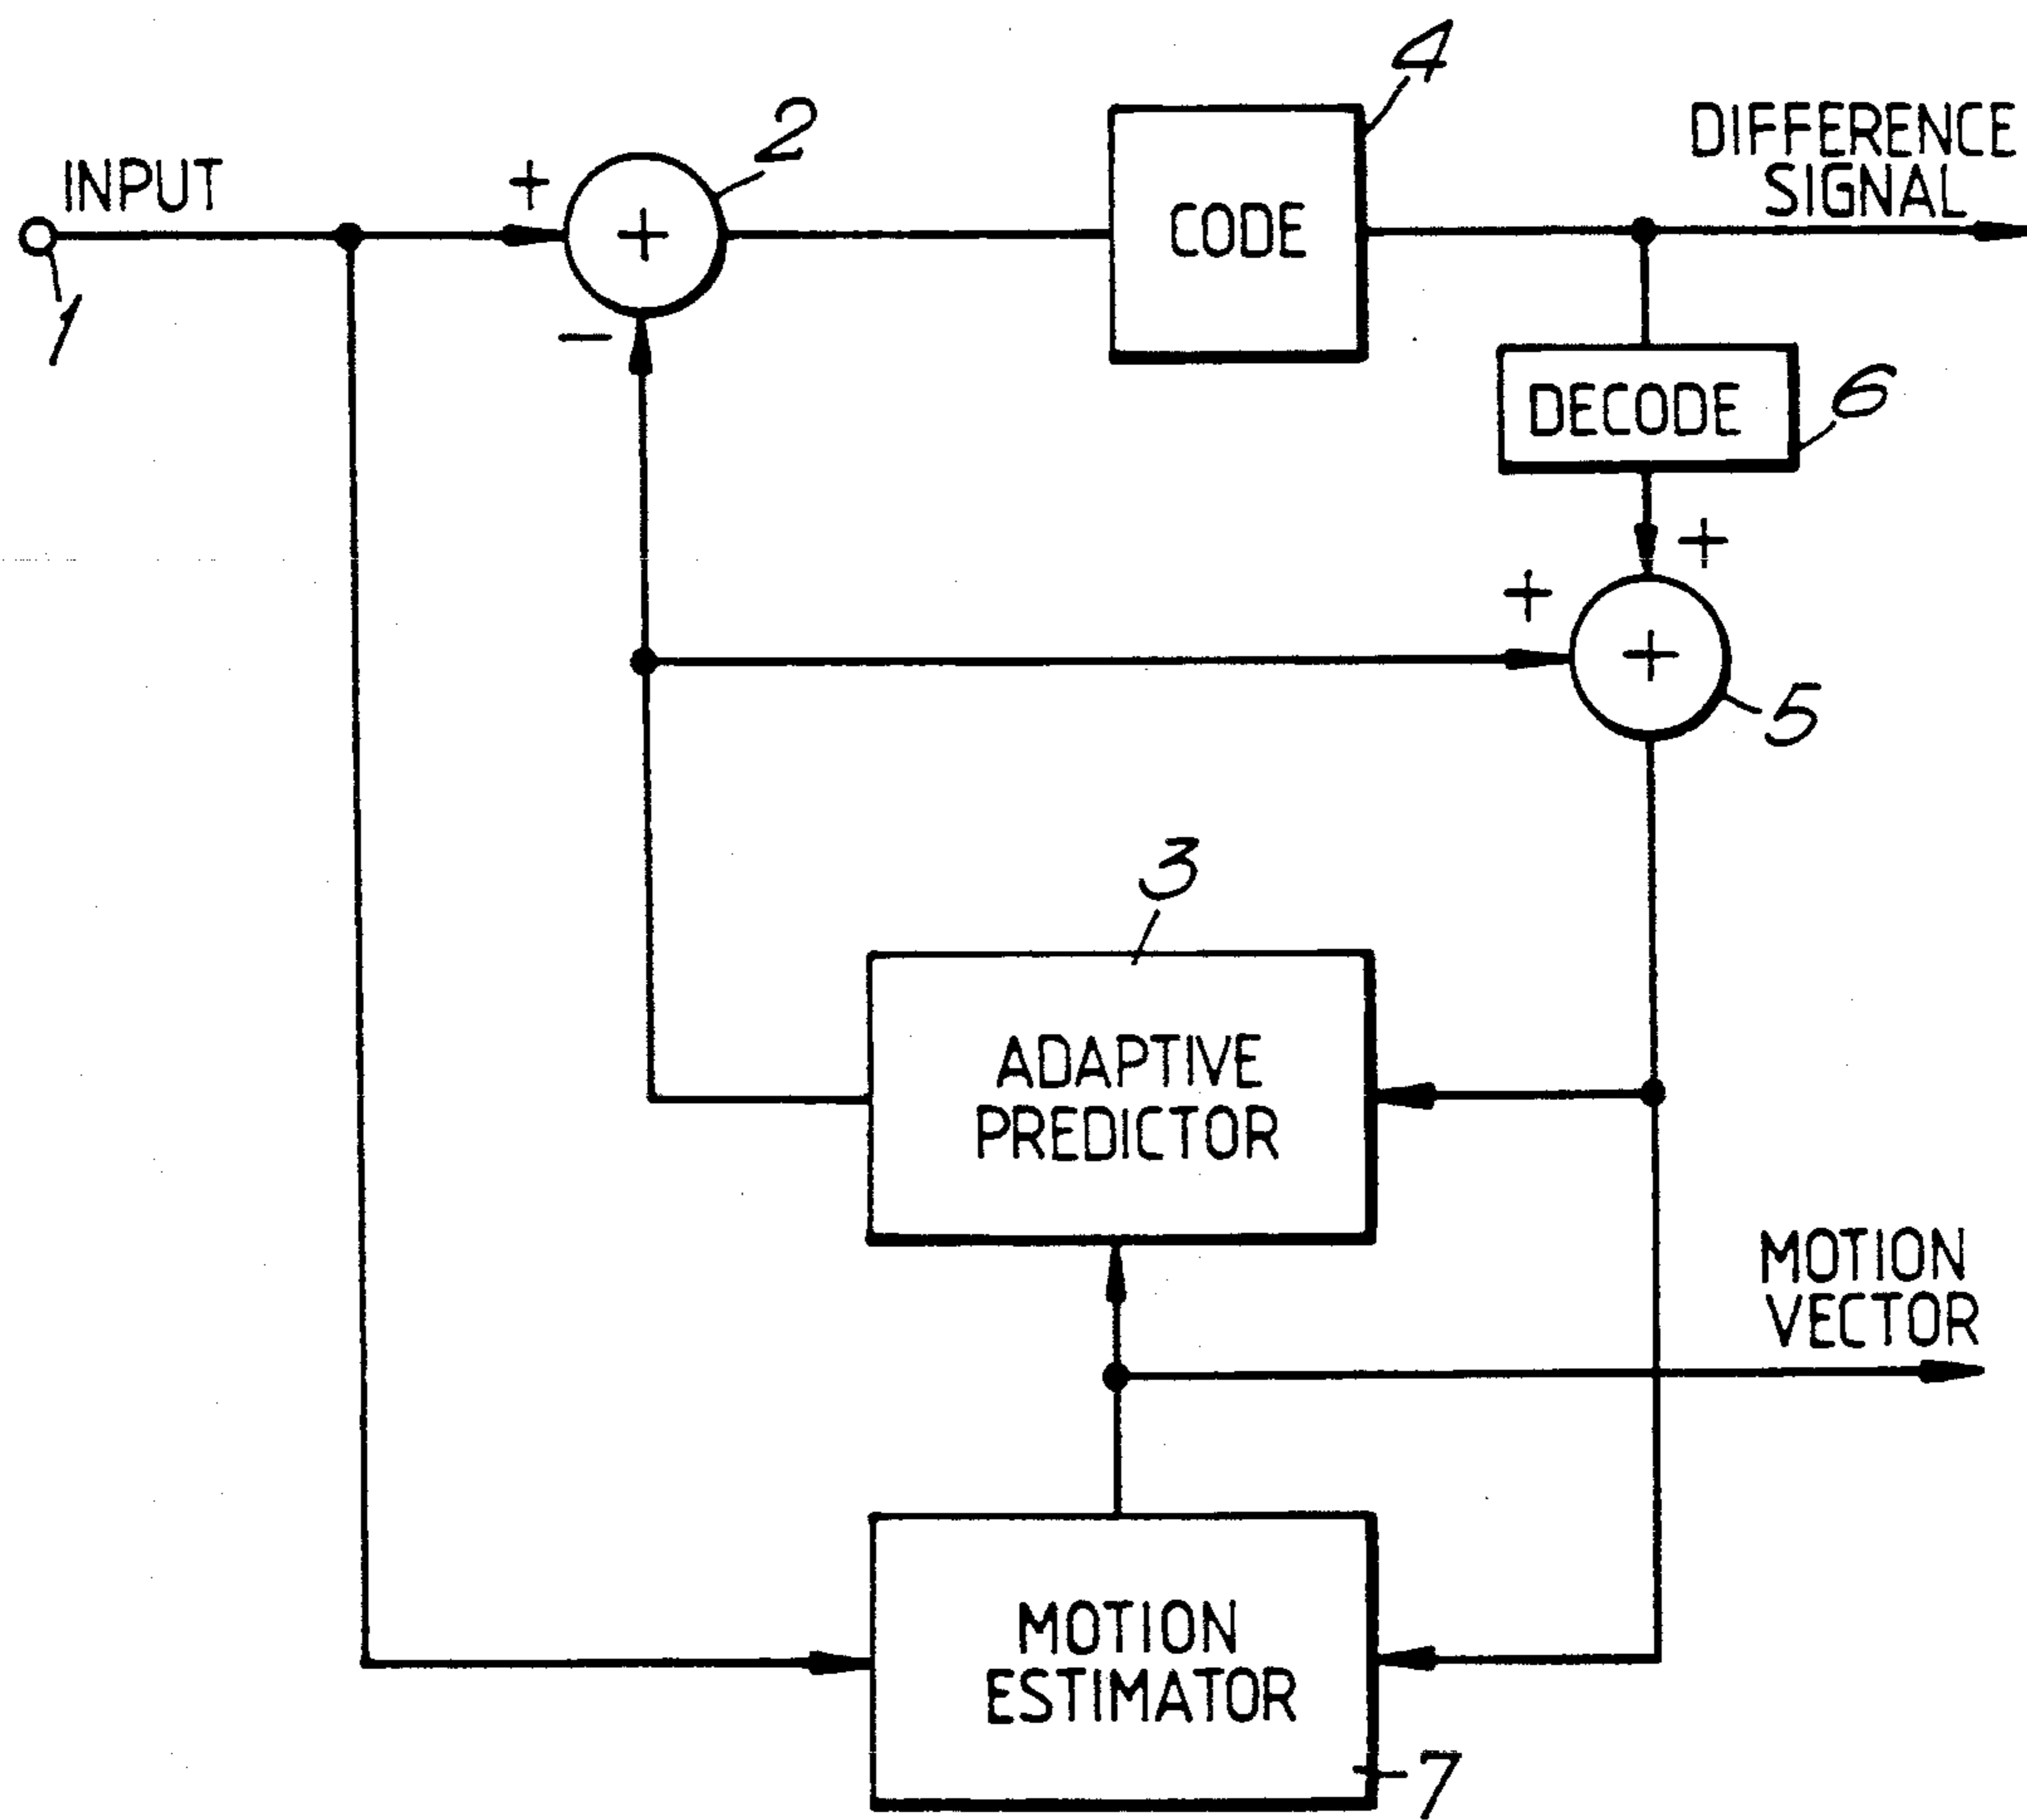 4
2
DIFFERENCE
SIGNAL
INPUT
+
+
CODE
1
−
DECODE
6
+
+
+
5
3
ADAPTIVE
PREDICTOR
MOTION
VECTOR
MOTION
ESTIMATOR
7